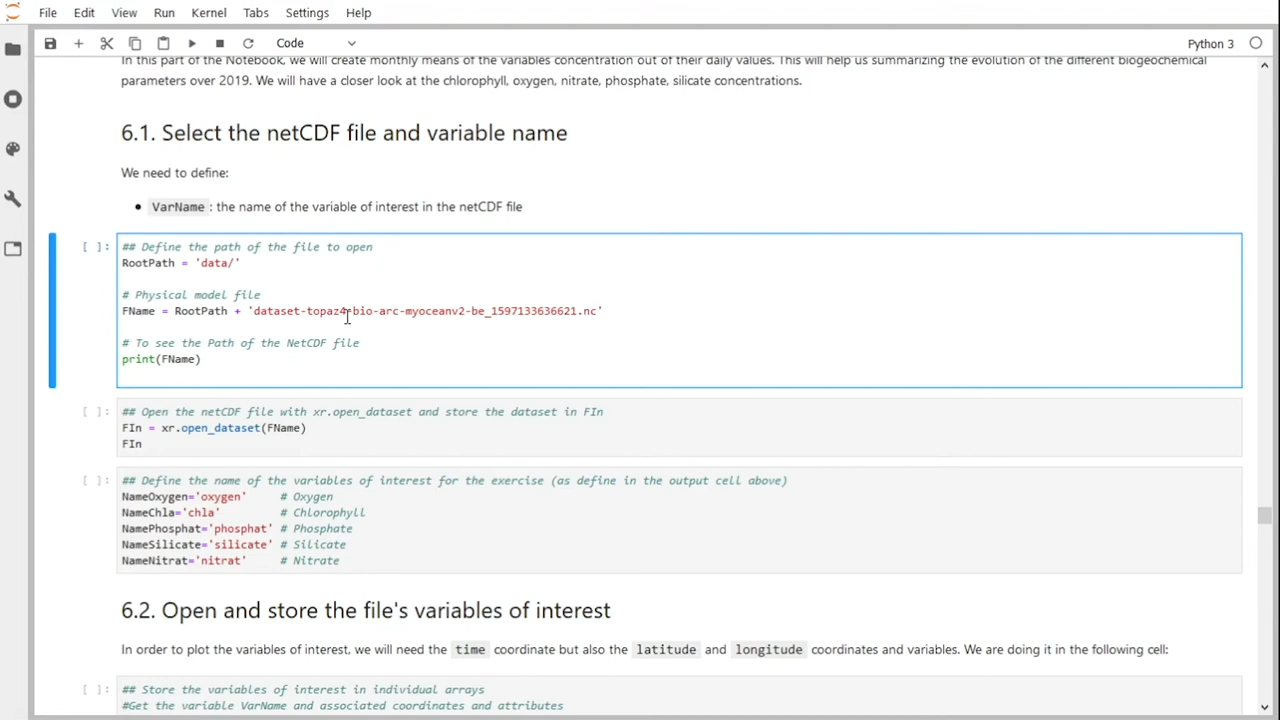 File Edit View Run Kernel Tabs Settings Help
Code
Python 3
In this part of the Notebook, we will create monthly means of the variables concentration out of their daily values. This will help us summarizing the evolution of the different biogeochemical
parameters over 2019. We will have a closer look at the chlorophyll, oxygen, nitrate, phosphate, silicate concentrations.
6.1. Select the netCDF file and variable name
We need to define:
• VarName : the name of the variable of interest in the netCDF file
[ ]: ## Define the path of the file to open
RootPath = 'data/'
# Physical model file
FName = RootPath + 'dataset-topaz4-bio-arc-myoceanv2-be_1597133636621.nc'
# To see the Path of the NetCDF file
print(FName)
[ ]: ## Open the netCDF file with xr.open_dataset and store the dataset in FIn
FIn = xr.open_dataset(FName)
FIn
[ ]: ## Define the name of the variables of interest for the exercise (as define in the output cell above)
NameOxygen='oxygen' # Oxygen
NameChla='chla' # Chlorophyll
NamePhosphat='phosphat' # Phosphate
NameSilicate='silicate' # Silicate
NameNitrat='nitrat' # Nitrate
6.2. Open and store the file's variables of interest
In order to plot the variables of interest, we will need the time coordinate but also the latitude and longitude coordinates and variables. We are doing it in the following cell:
[ ]: ## Store the variables of interest in individual arrays
#Get the variable VarName and associated coordinates and attributes